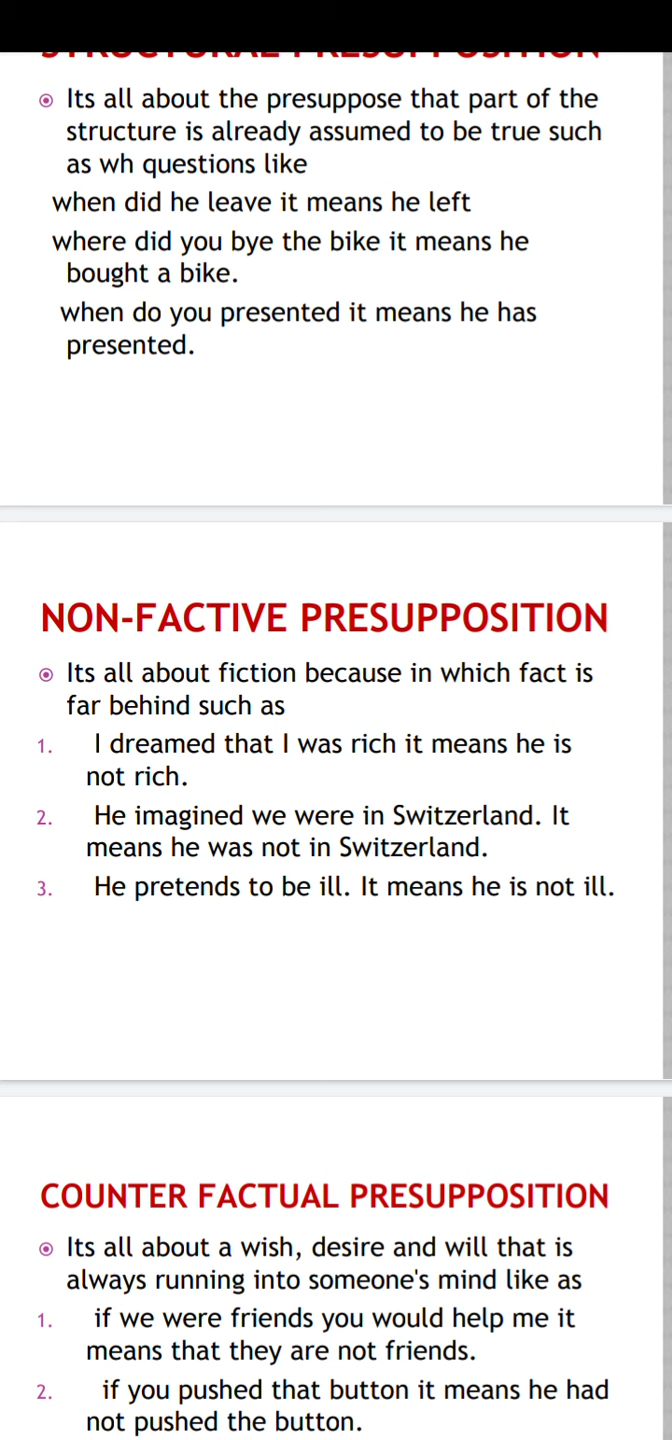 STRUCTURAL PRESUPPOSITION
Its all about the presuppose that part of the
structure is already assumed to be true such
as wh questions like
when did he leave it means he left
where did you bye the bike it means he
bought a bike.
when do you presented it means he has
presented.
NON-FACTIVE PRESUPPOSITION
Its all about fiction because in which fact is
far behind such as
1. I dreamed that I was rich it means he is
not rich.
2. He imagined we were in Switzerland. It
means he was not in Switzerland.
3. He pretends to be ill. It means he is not ill.
COUNTER FACTUAL PRESUPPOSITION
Its all about a wish, desire and will that is
always running into someone's mind like as
1. if we were friends you would help me it
means that they are not friends.
2. if you pushed that button it means he had
not pushed the button.